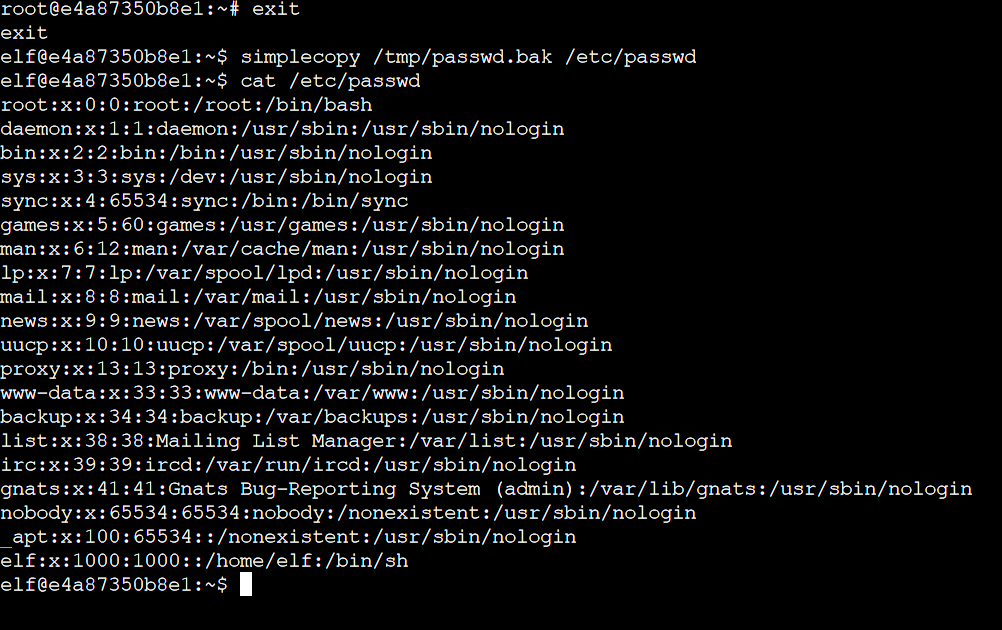 root@e4a87350b8e1:~# exit
exit
elf@e4a87350b8e1:~$ simplecopy /tmp/passwd.bak /etc/passwd
elf@e4a87350b8e1:~$ cat /etc/passwd
root:x:0:0:root:/root:/bin/bash
daemon:x:1:1:daemon:/usr/sbin:/usr/sbin/nologin
bin:x:2:2:bin:/bin:/usr/sbin/nologin
sys:x:3:3:sys:/dev:/usr/sbin/nologin
sync:x:4:65534:sync:/bin:/bin/sync
games:x:5:60:games:/usr/games:/usr/sbin/nologin
man:x:6:12:man:/var/cache/man:/usr/sbin/nologin
lp:x:7:7:lp:/var/spool/lpd:/usr/sbin/nologin
mail:x:8:8:mail:/var/mail:/usr/sbin/nologin
news:x:9:9:news:/var/spool/news:/usr/sbin/nologin
uucp:x:10:10:uucp:/var/spool/uucp:/usr/sbin/nologin
proxy:x:13:13:proxy:/bin:/usr/sbin/nologin
www-data:x:33:33:www-data:/var/www:/usr/sbin/nologin
backup:x:34:34:backup:/var/backups:/usr/sbin/nologin
list:x:38:38:Mailing List Manager:/var/list:/usr/sbin/nologin
irc:x:39:39:ircd:/var/run/ircd:/usr/sbin/nologin
gnats:x:41:41:Gnats Bug-Reporting System (admin):/var/lib/gnats:/usr/sbin/nologin
nobody:x:65534:65534:nobody:/nonexistent:/usr/sbin/nologin
_apt:x:100:65534::/nonexistent:/usr/sbin/nologin
elf:x:1000:1000::/home/elf:/bin/sh
elf@e4a87350b8e1:~$